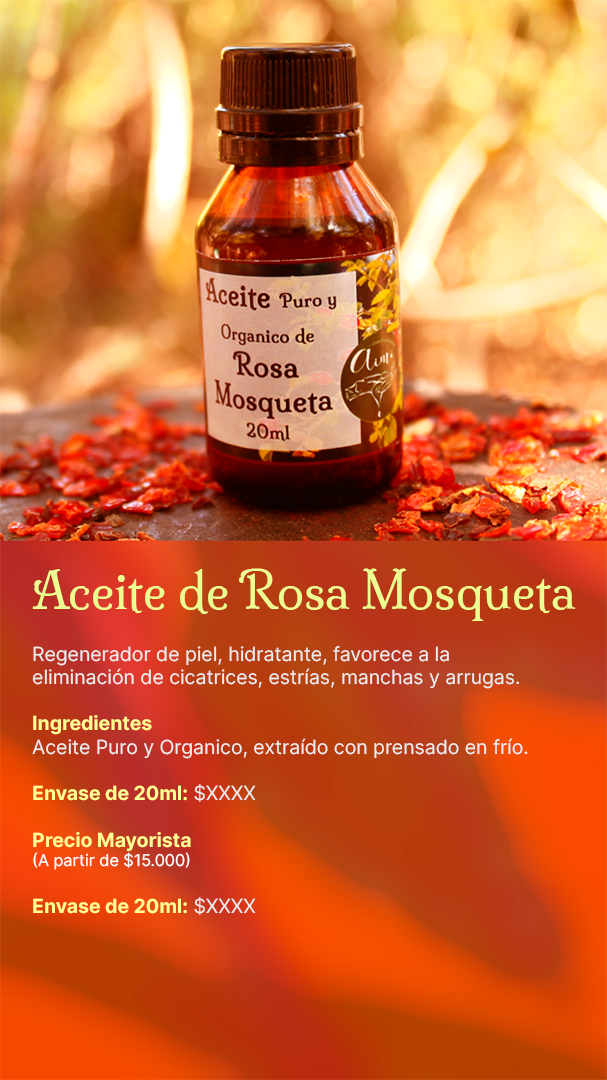 Aceite Puro y
Organico de
Rosa
Mosqueta
20ml
Aceite de Rosa Mosqueta
Regenerador de piel, hidratante, favorece a la
eliminación de cicatrices, estrías, manchas y arrugas.
Ingredientes
Aceite Puro y Organico, extraído con prensado en frío.
Envase de 20ml: $XXXX
Precio Mayorista
(A partir de $15.000)
Envase de 20ml: $XXXX